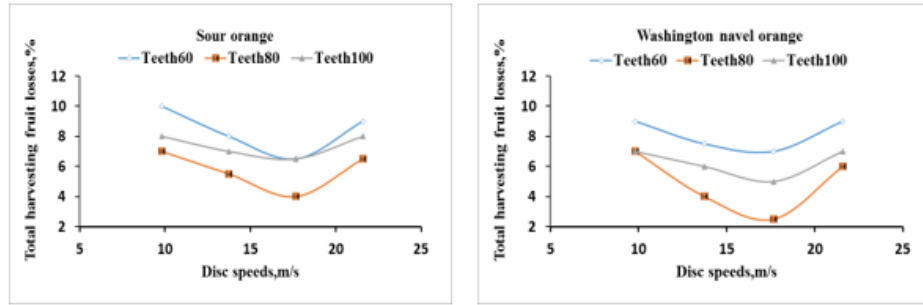 Sour orange
Teeth60 Teeth80 Teeth100
Total harvesting fruit losses,%
12
10
8
6
4
2
5 10 15 20 25
Disc speeds,m/s
Washington navel orange
Teeth60 Teeth80 Teeth100
Total harvesting fruit losses,%
12
10
8
6
4
2
5 10 15 20 25
Disc speeds,m/s